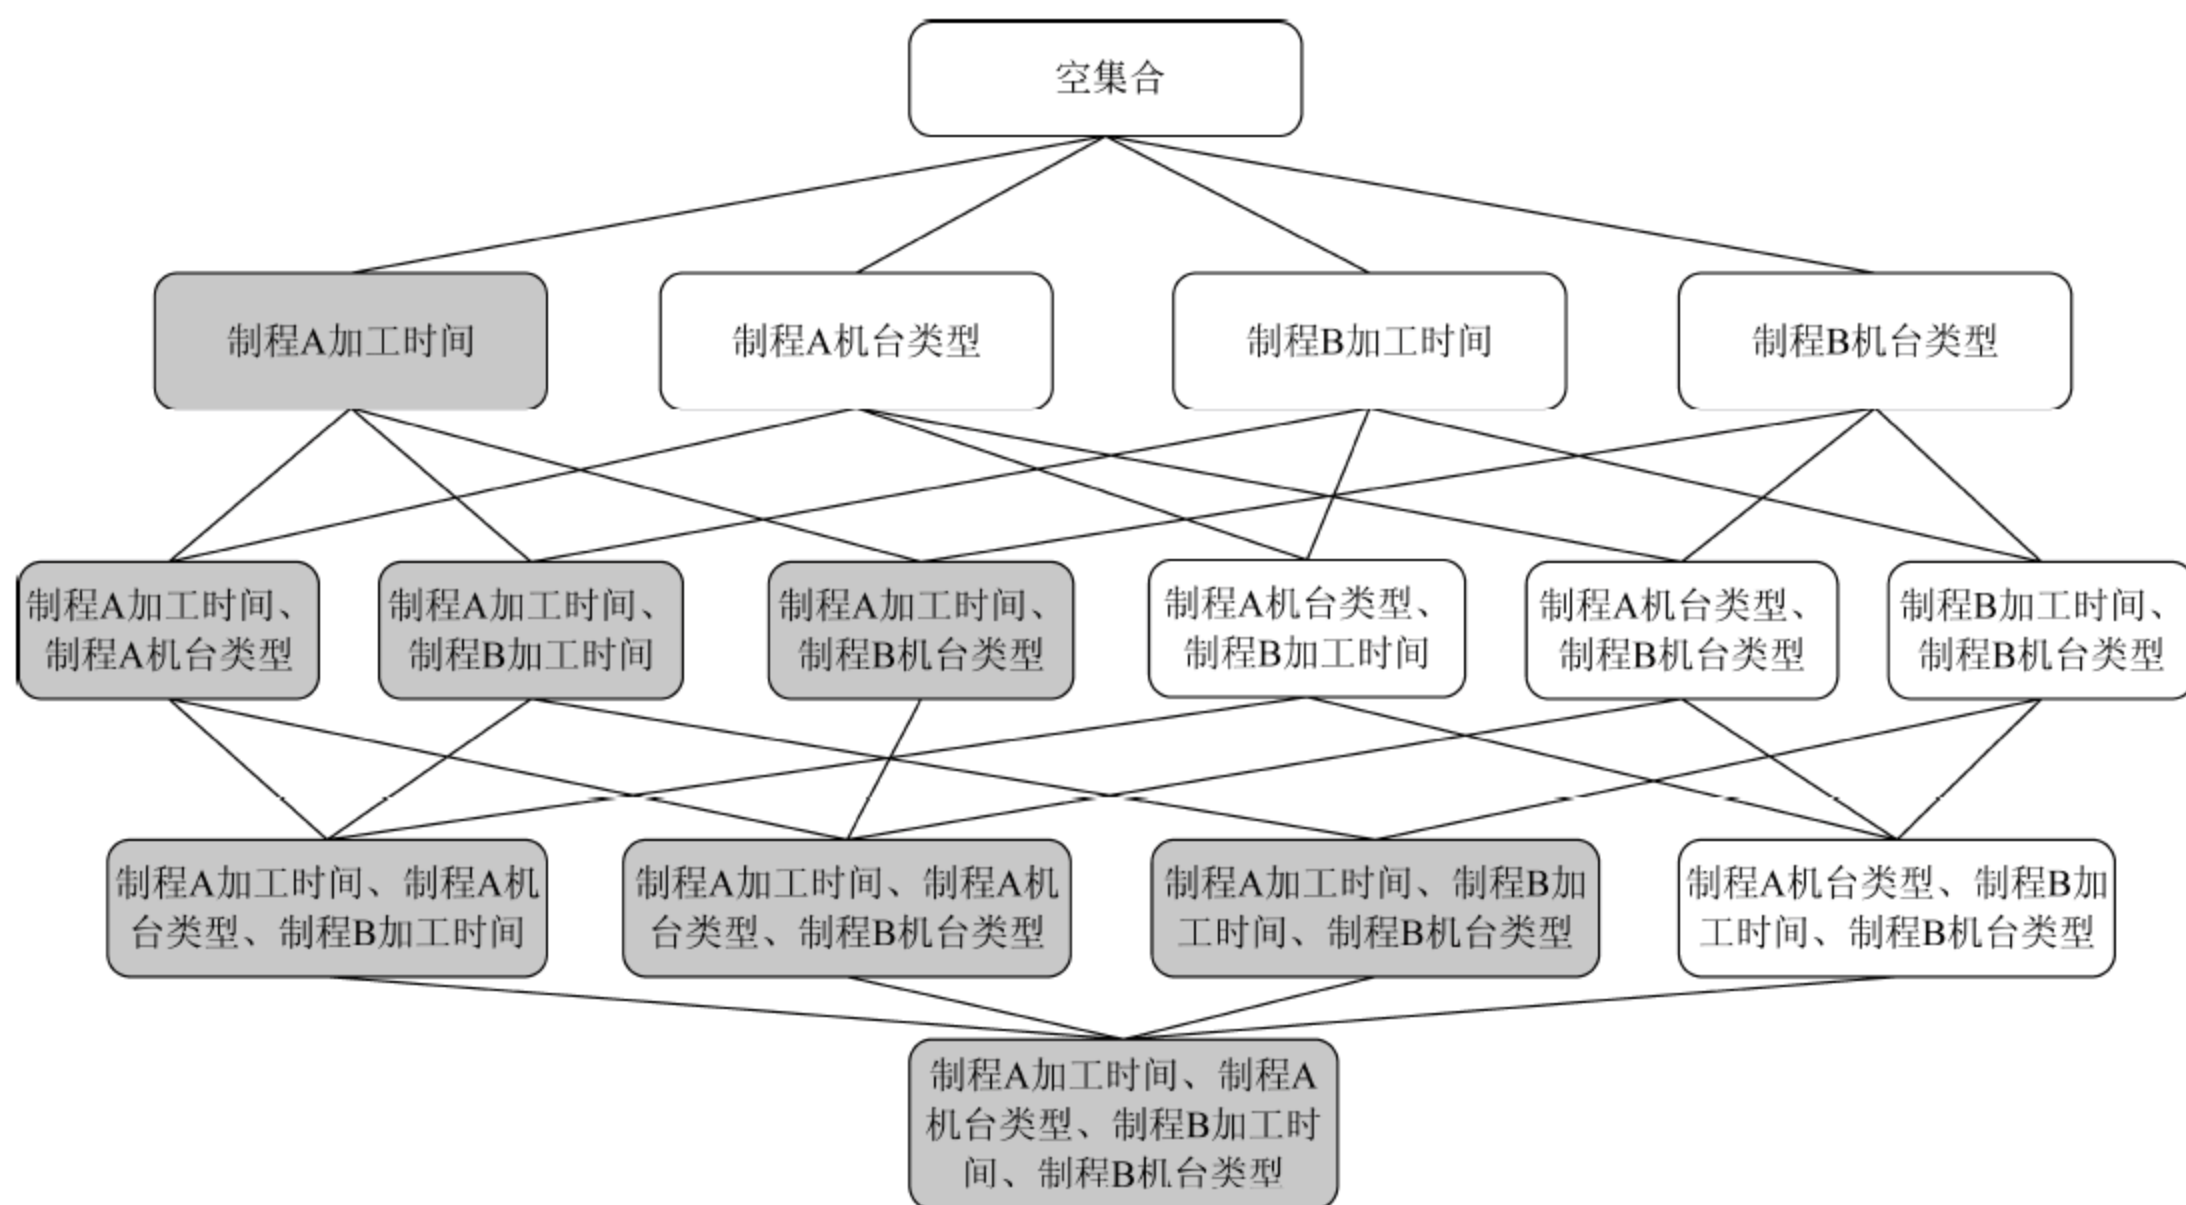 空集合
制程A加工时间
制程A机台类型
制程B加工时间
制程B机台类型
制程A加工时间、
制程A机台类型
制程A加工时间、
制程B加工时间
制程A加工时间、
制程B机台类型
制程A机台类型、
制程B加工时间
制程A机台类型、
制程B机台类型
制程B加工时间、
制程B机台类型
制程A加工时间、制程A机
台类型、制程B加工时间
制程A加工时间、制程A机
台类型、制程B机台类型
制程A加工时间、制程B加
工时间、制程B机台类型
制程A机台类型、制程B加
工时间、制程B机台类型
制程A加工时间、制程A
机台类型、制程B加工时
间、制程B机台类型